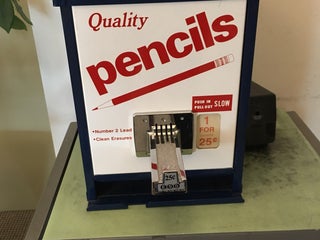 Quality
pencils
PUSH IN
PULL OUT SLOW
•Number 2 Lead
•Clean Erasures
1
FOR
25¢
25¢